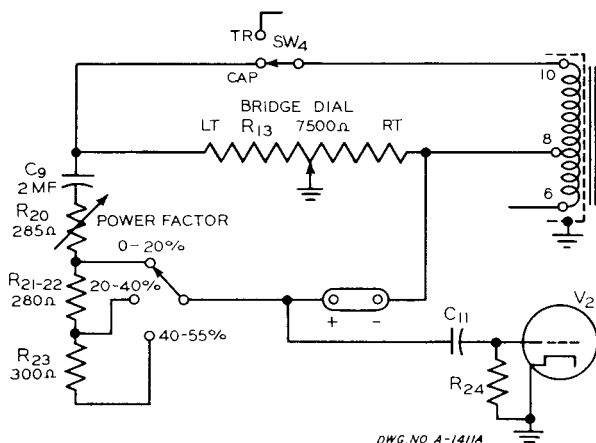 TR
SW4
CAP
10
BRIDGE DIAL
LT R13 7500Ω RT
8
C9
2 MF
6
R20
285Ω
POWER FACTOR
0-20%
R21-22
280Ω
20-40%
+ -
C11
V2
40-55%
R23
300Ω
R24
DWG. NO A-1411A